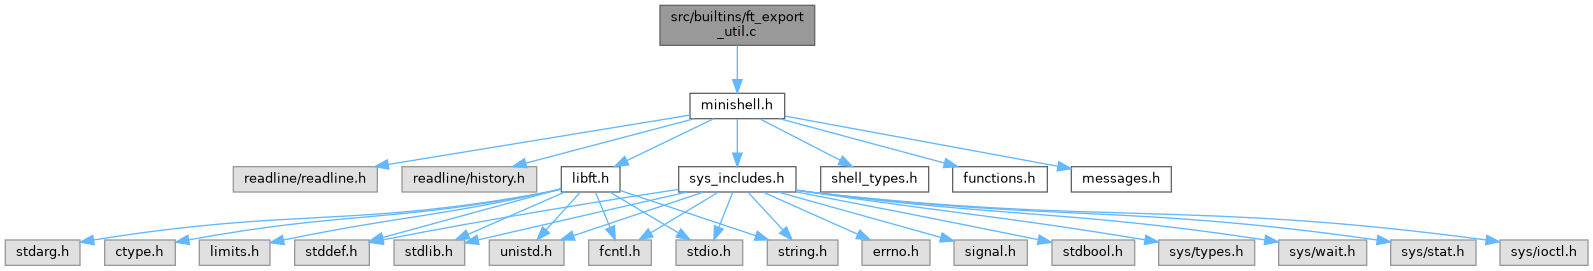 src/builtins/ft_export
_util.c
minishell.h
readline/readline.h
readline/history.h
libft.h
sys_includes.h
shell_types.h
functions.h
messages.h
stdarg.h
ctype.h
limits.h
stddef.h
stdlib.h
unistd.h
fcntl.h
stdio.h
string.h
errno.h
signal.h
stdbool.h
sys/types.h
sys/wait.h
sys/stat.h
sys/ioctl.h